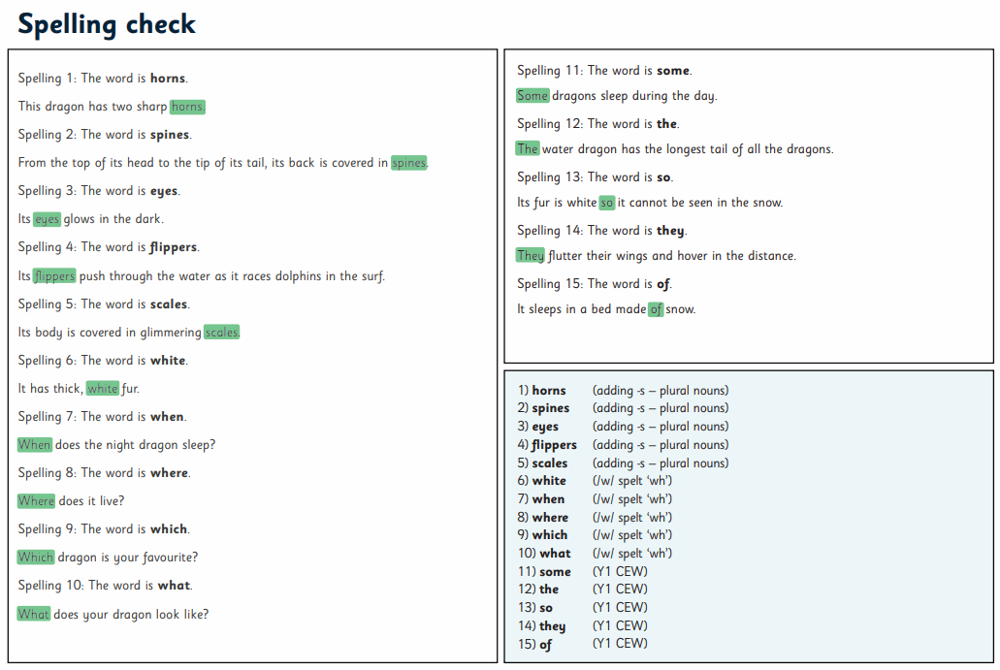 Spelling check
Spelling 1: The word is horns.
This dragon has two sharp horns.
Spelling 2: The word is spines.
From the top of its head to the tip of its tail, its back is covered in spines.
Spelling 3: The word is eyes.
Its eyes glows in the dark.
Spelling 4: The word is flippers.
Its flippers push through the water as it races dolphins in the surf.
Spelling 5: The word is scales.
Its body is covered in glimmering scales.
Spelling 6: The word is white.
It has thick, white fur.
Spelling 7: The word is when.
When does the night dragon sleep?
Spelling 8: The word is where.
Where does it live?
Spelling 9: The word is which.
Which dragon is your favourite?
Spelling 10: The word is what.
What does your dragon look like?
Spelling 11: The word is some.
Some dragons sleep during the day.
Spelling 12: The word is the.
The water dragon has the longest tail of all the dragons.
Spelling 13: The word is so.
Its fur is white so it cannot be seen in the snow.
Spelling 14: The word is they.
They flutter their wings and hover in the distance.
Spelling 15: The word is of.
It sleeps in a bed made of snow.
1) horns (adding -s – plural nouns)
2) spines (adding -s – plural nouns)
3) eyes (adding -s – plural nouns)
4) flippers (adding -s – plural nouns)
5) scales (adding -s – plural nouns)
6) white (/w/ spelt ‘wh’)
7) when (/w/ spelt ‘wh’)
8) where (/w/ spelt ‘wh’)
9) which (/w/ spelt ‘wh’)
10) what (/w/ spelt ‘wh’)
11) some (Y1 CEW)
12) the (Y1 CEW)
13) so (Y1 CEW)
14) they (Y1 CEW)
15) of (Y1 CEW)